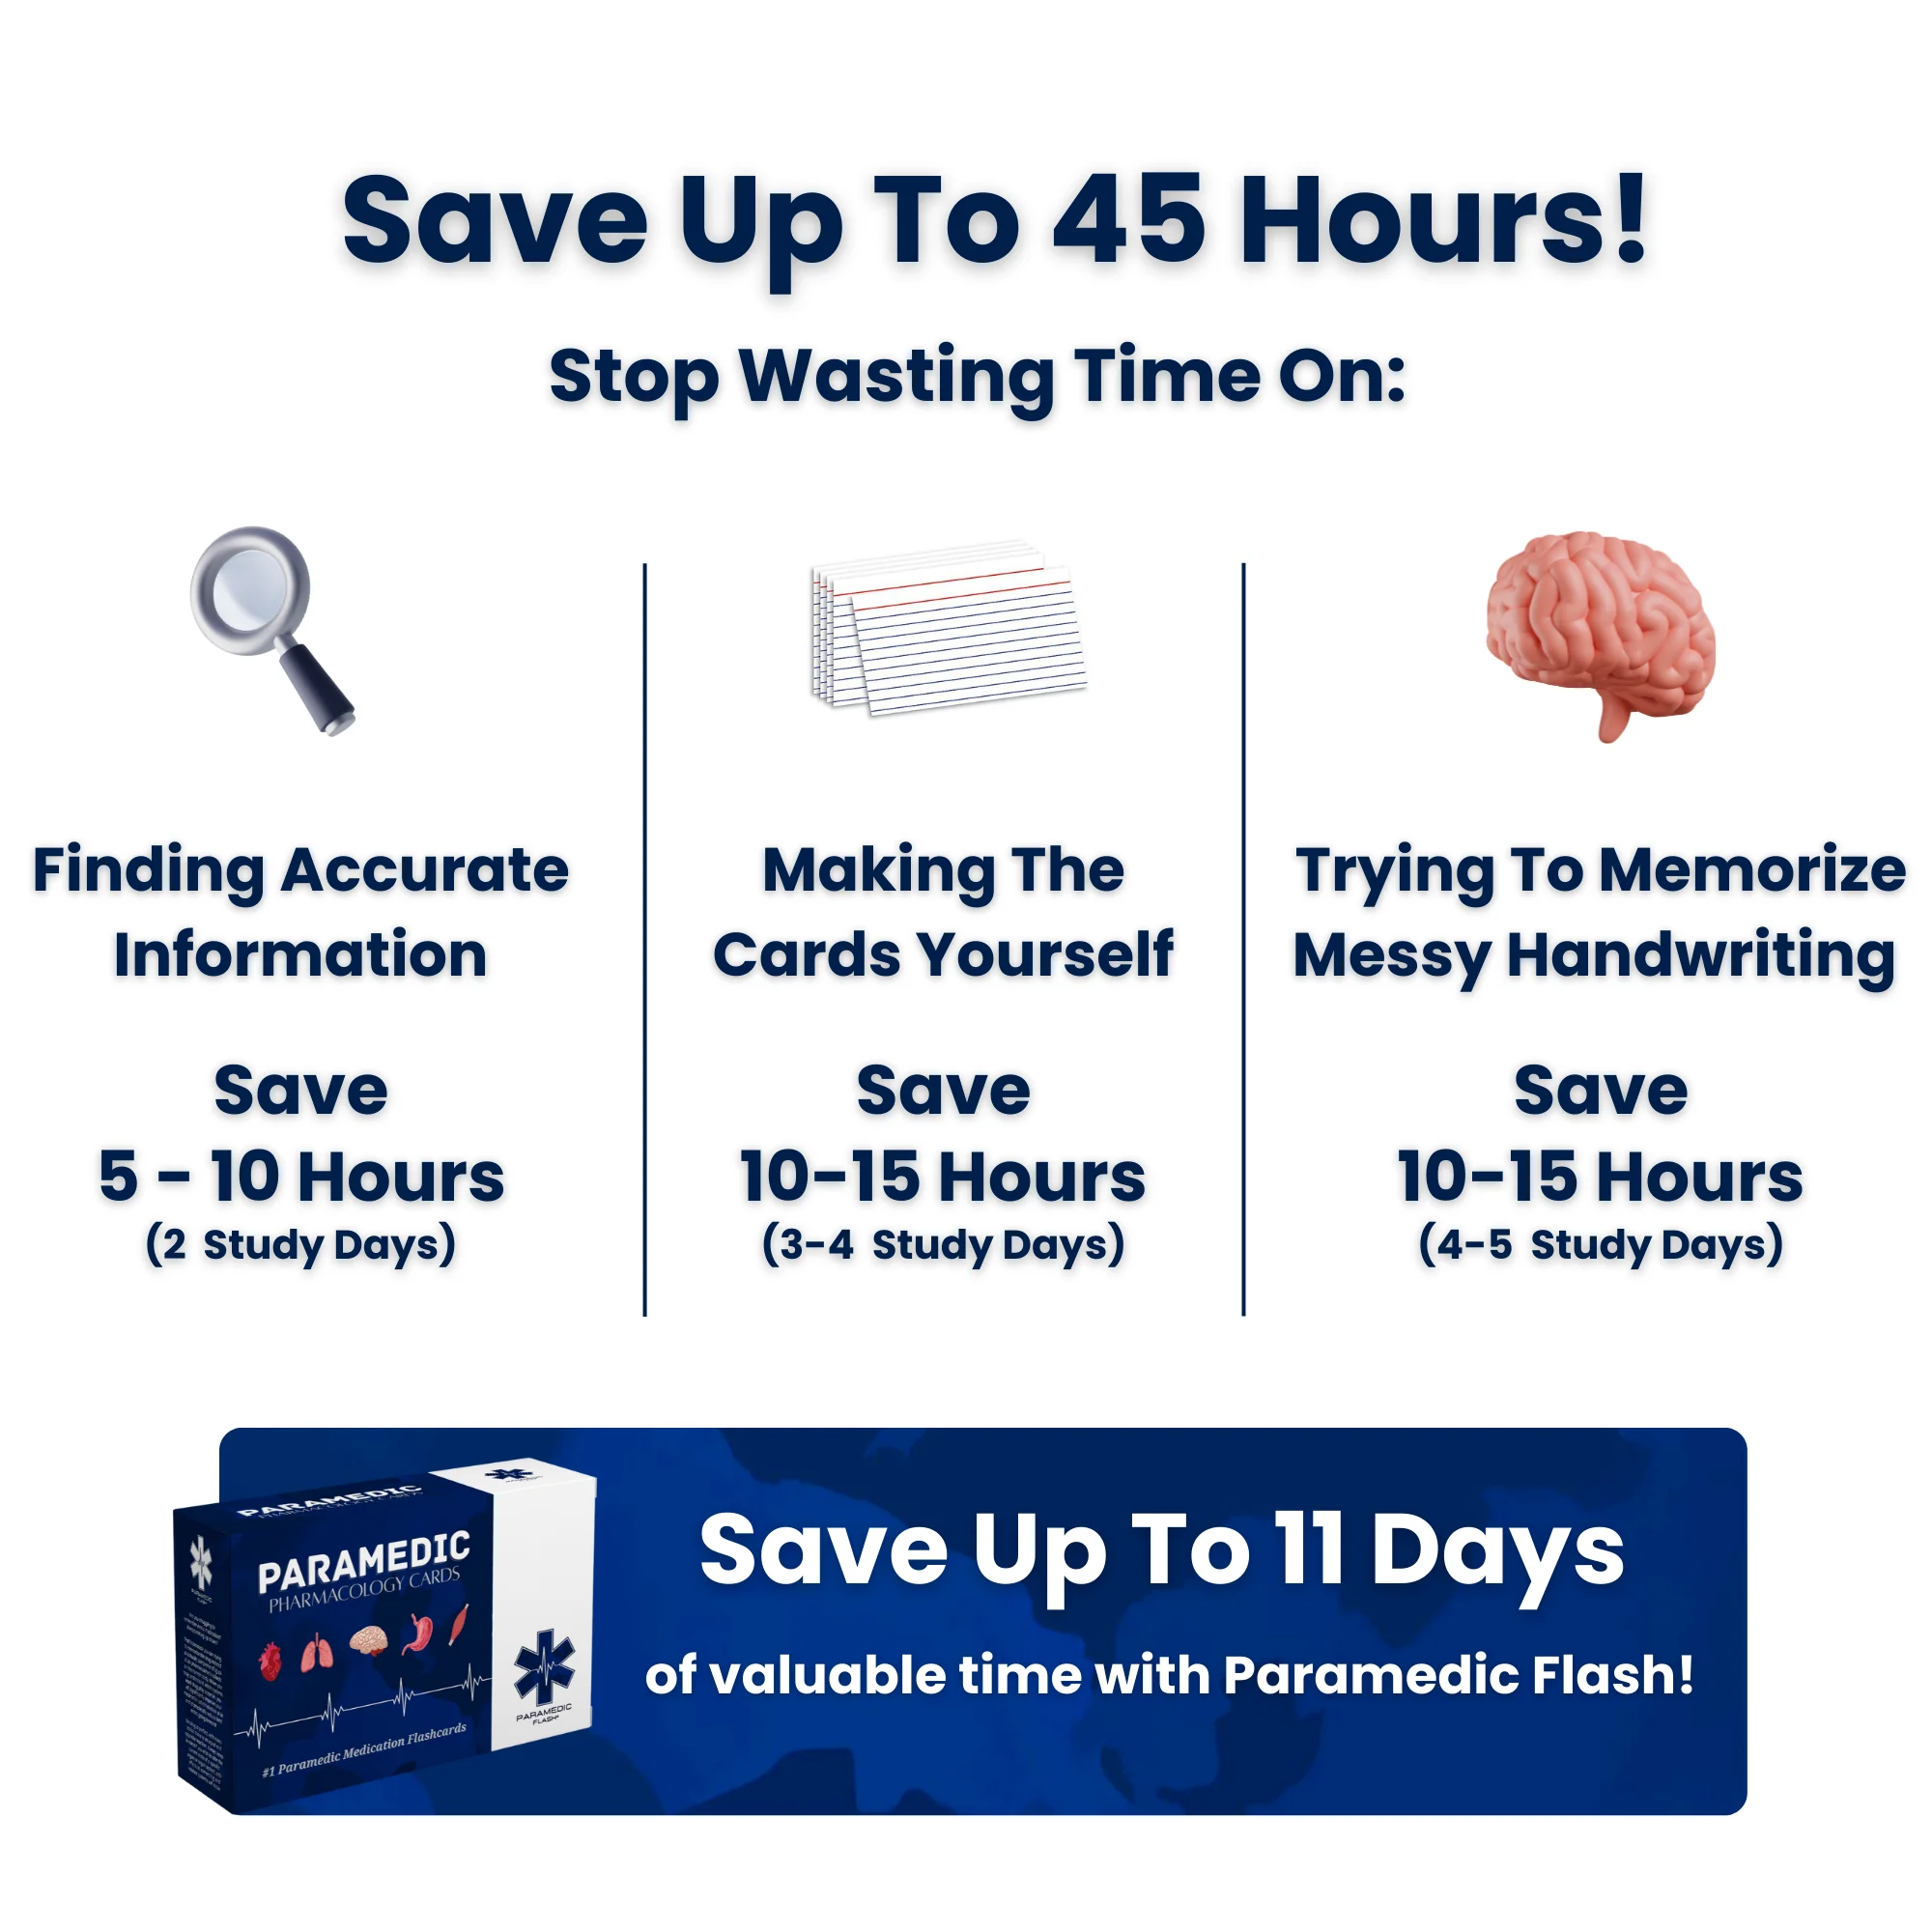 Save Up To 45 Hours!
Stop Wasting Time On:
Finding Accurate
Information
Save
5 - 10 Hours
(2 Study Days)
Making The
Cards Yourself
Save
10-15 Hours
(3-4 Study Days)
Trying To Memorize
Messy Handwriting
Save
10-15 Hours
(4-5 Study Days)
PARAMEDIC
PHARMACOLOGY CARDS
PARAMEDIC
PHARMACOLOGY CARDS
#1 Paramedic Medication Flashcards
PARAMEDIC
FLASH
Save Up To 11 Days
of valuable time with Paramedic Flash!